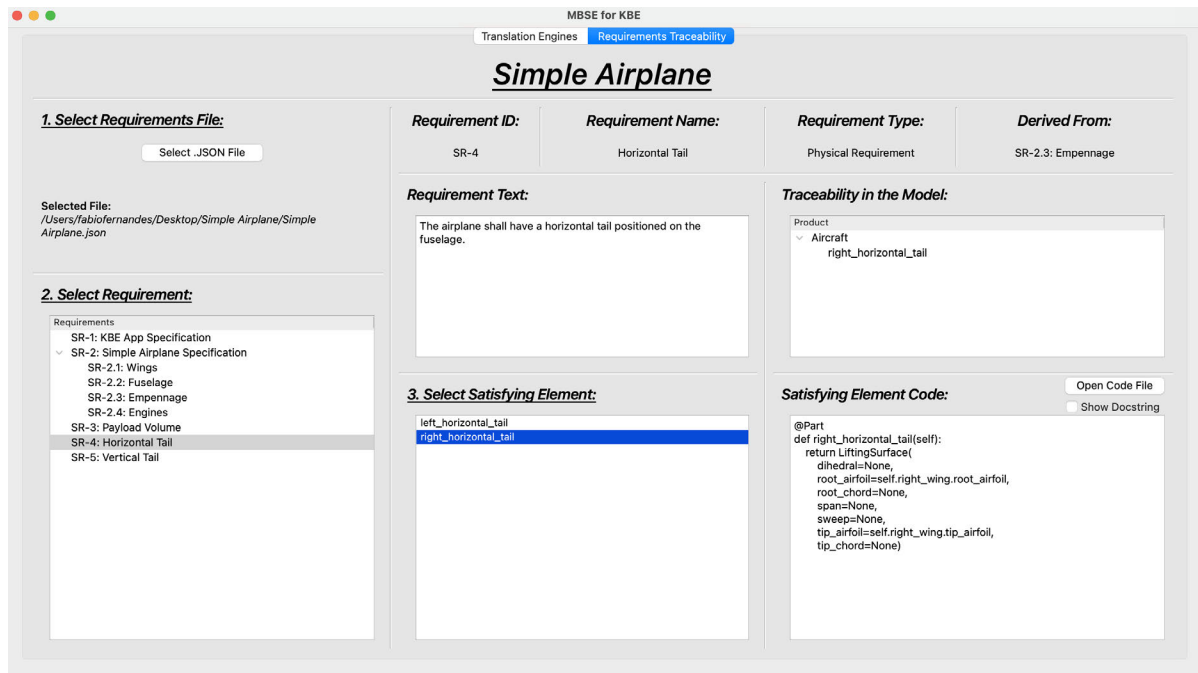 MBSE for KBE
Translation Engines
Requirements Traceability
Simple Airplane
1. Select Requirements File:
Select .JSON File
Selected File:
/Users/fabiofernandes/Desktop/Simple Airplane/Simple
Airplane.json
2. Select Requirement:
Requirements
SR-1: KBE App Specification
SR-2: Simple Airplane Specification
SR-2.1: Wings
SR-2.2: Fuselage
SR-2.3: Empennage
SR-2.4: Engines
SR-3: Payload Volume
SR-4: Horizontal Tail
SR-5: Vertical Tail
Requirement ID:
SR-4
Requirement Name:
Horizontal Tail
Requirement Type:
Physical Requirement
Derived From:
SR-2.3: Empennage
Requirement Text:
The airplane shall have a horizontal tail positioned on the
fuselage.
Traceability in the Model:
Product
Aircraft
right_horizontal_tail
3. Select Satisfying Element:
left_horizontal_tail
right_horizontal_tail
Satisfying Element Code:
Open Code File
Show Docstring
@Part
def right_horizontal_tail(self):
return LiftingSurface(
dihedral=None,
root_airfoil=self.right_wing.root_airfoil,
root_chord=None,
span=None,
sweep=None,
tip_airfoil=self.right_wing.tip_airfoil,
tip_chord=None)